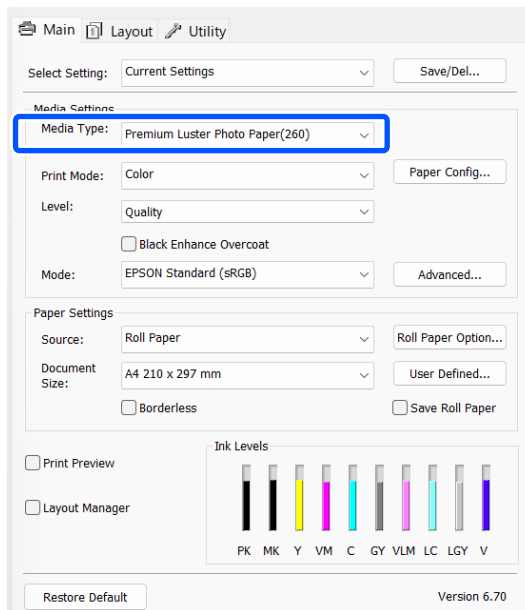 Main Layout Utility
Select Setting: Current Settings Save/Del...
Media Settings
Media Type: Premium Luster Photo Paper(260)
Print Mode: Color Paper Config...
Level: Quality
Black Enhance Overcoat
Mode: EPSON Standard (sRGB) Advanced...
Paper Settings
Source: Roll Paper Roll Paper Option...
Document Size: A4 210 x 297 mm User Defined...
Borderless Save Roll Paper
Print Preview
Layout Manager
Ink Levels
PK MK Y VM C GY VLM LC LGY V
Restore Default Version 6.70